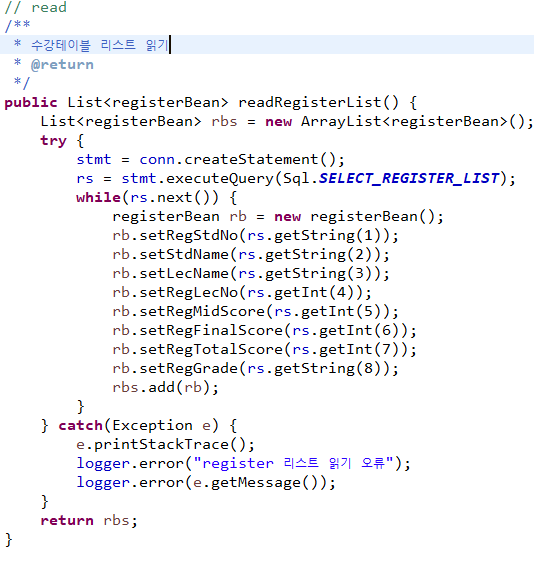 // read
/**
 * 수강테이블 리스트 읽기
 * @return
 */
public List<registerBean> readRegisterList() {
    List<registerBean> rbs = new ArrayList<registerBean>();
    try {
        stmt = conn.createStatement();
        rs = stmt.executeQuery(Sql.SELECT_REGISTER_LIST);
        while(rs.next()) {
            registerBean rb = new registerBean();
            rb.setRegStdNo(rs.getString(1));
            rb.setStdName(rs.getString(2));
            rb.setLecName(rs.getString(3));
            rb.setRegLecNo(rs.getInt(4));
            rb.setRegMidScore(rs.getInt(5));
            rb.setRegFinalScore(rs.getInt(6));
            rb.setRegTotalScore(rs.getInt(7));
            rb.setRegGrade(rs.getString(8));
            rbs.add(rb);
        }
    } catch(Exception e) {
        e.printStackTrace();
        logger.error("register 리스트 읽기 오류");
        logger.error(e.getMessage());
    }
    return rbs;
}